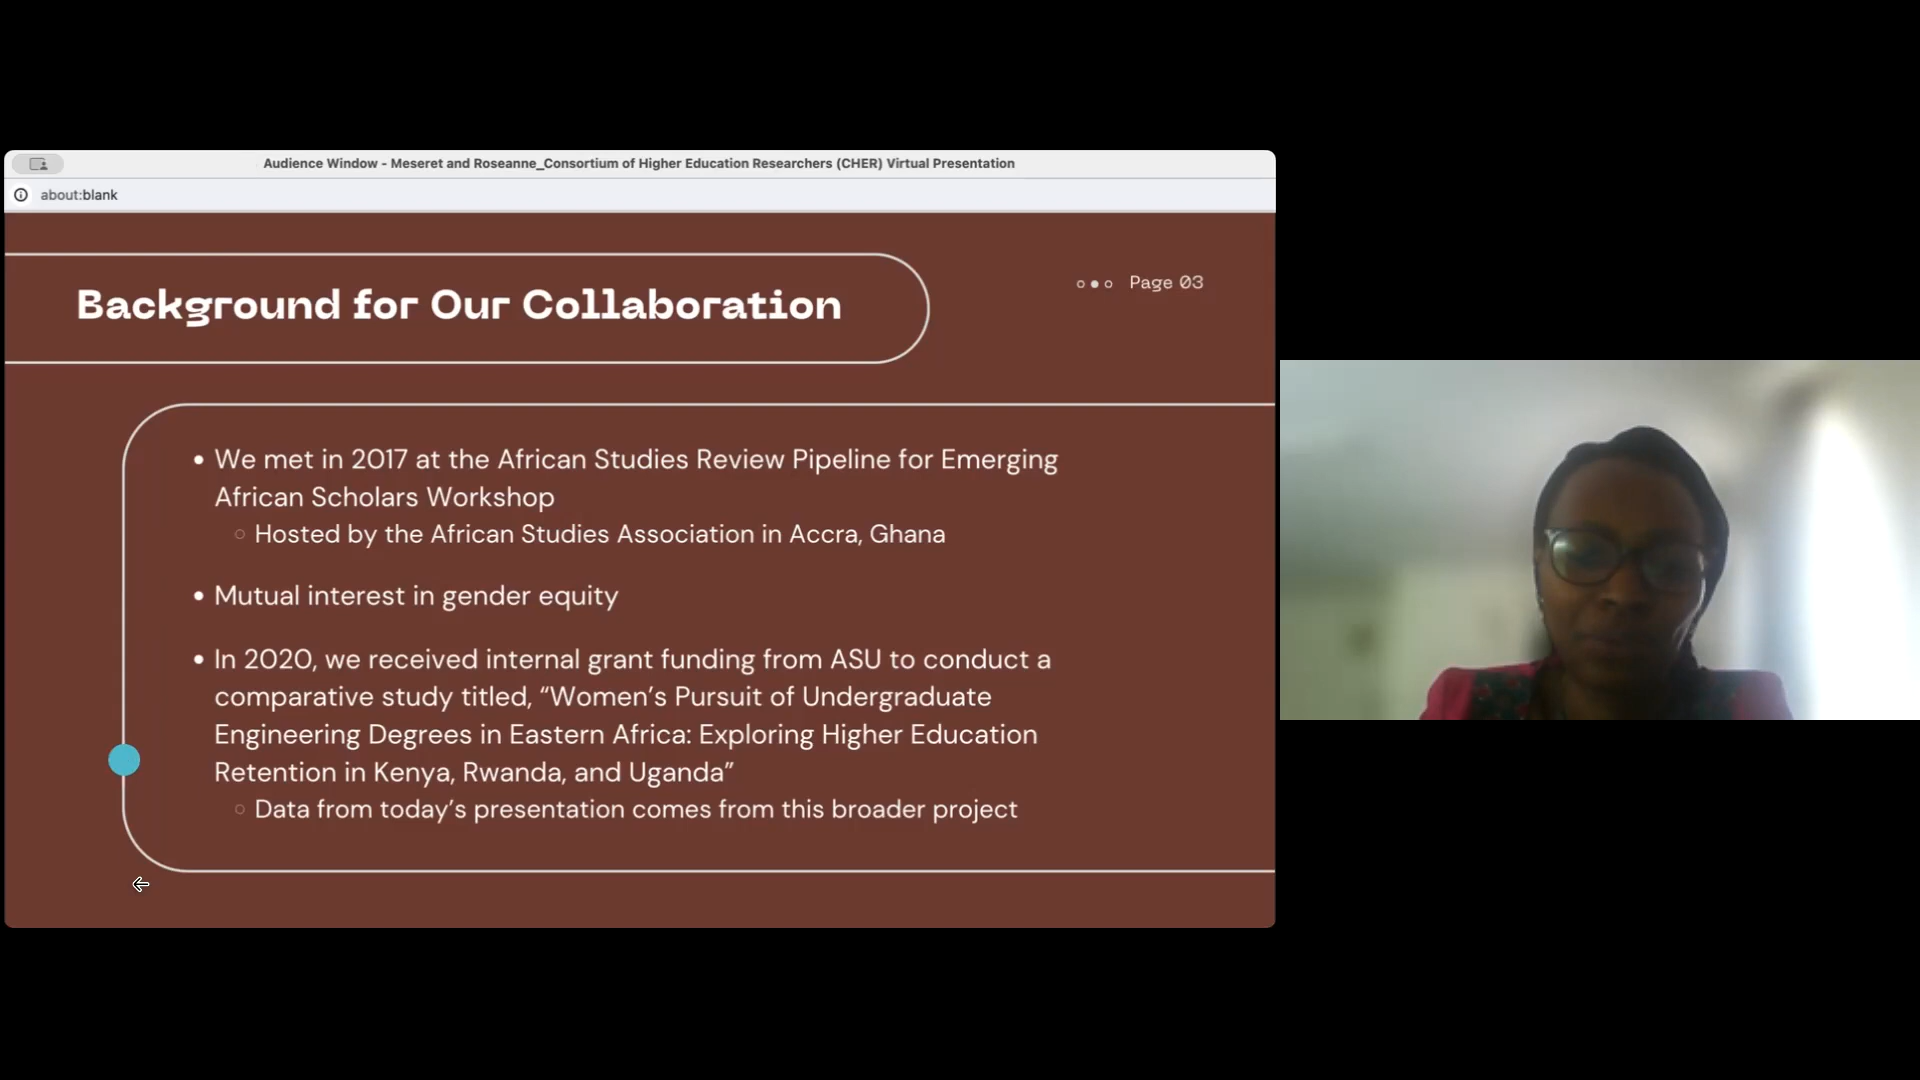 Audience Window - Meseret and Roseanne_Consortium of Higher Education Researchers (CHER) Virtual Presentation
about:blank
Background for Our Collaboration
Page 03
• We met in 2017 at the African Studies Review Pipeline for Emerging
African Scholars Workshop
○ Hosted by the African Studies Association in Accra, Ghana
• Mutual interest in gender equity
• In 2020, we received internal grant funding from ASU to conduct a
comparative study titled, “Women’s Pursuit of Undergraduate
Engineering Degrees in Eastern Africa: Exploring Higher Education
Retention in Kenya, Rwanda, and Uganda”
○ Data from today’s presentation comes from this broader project